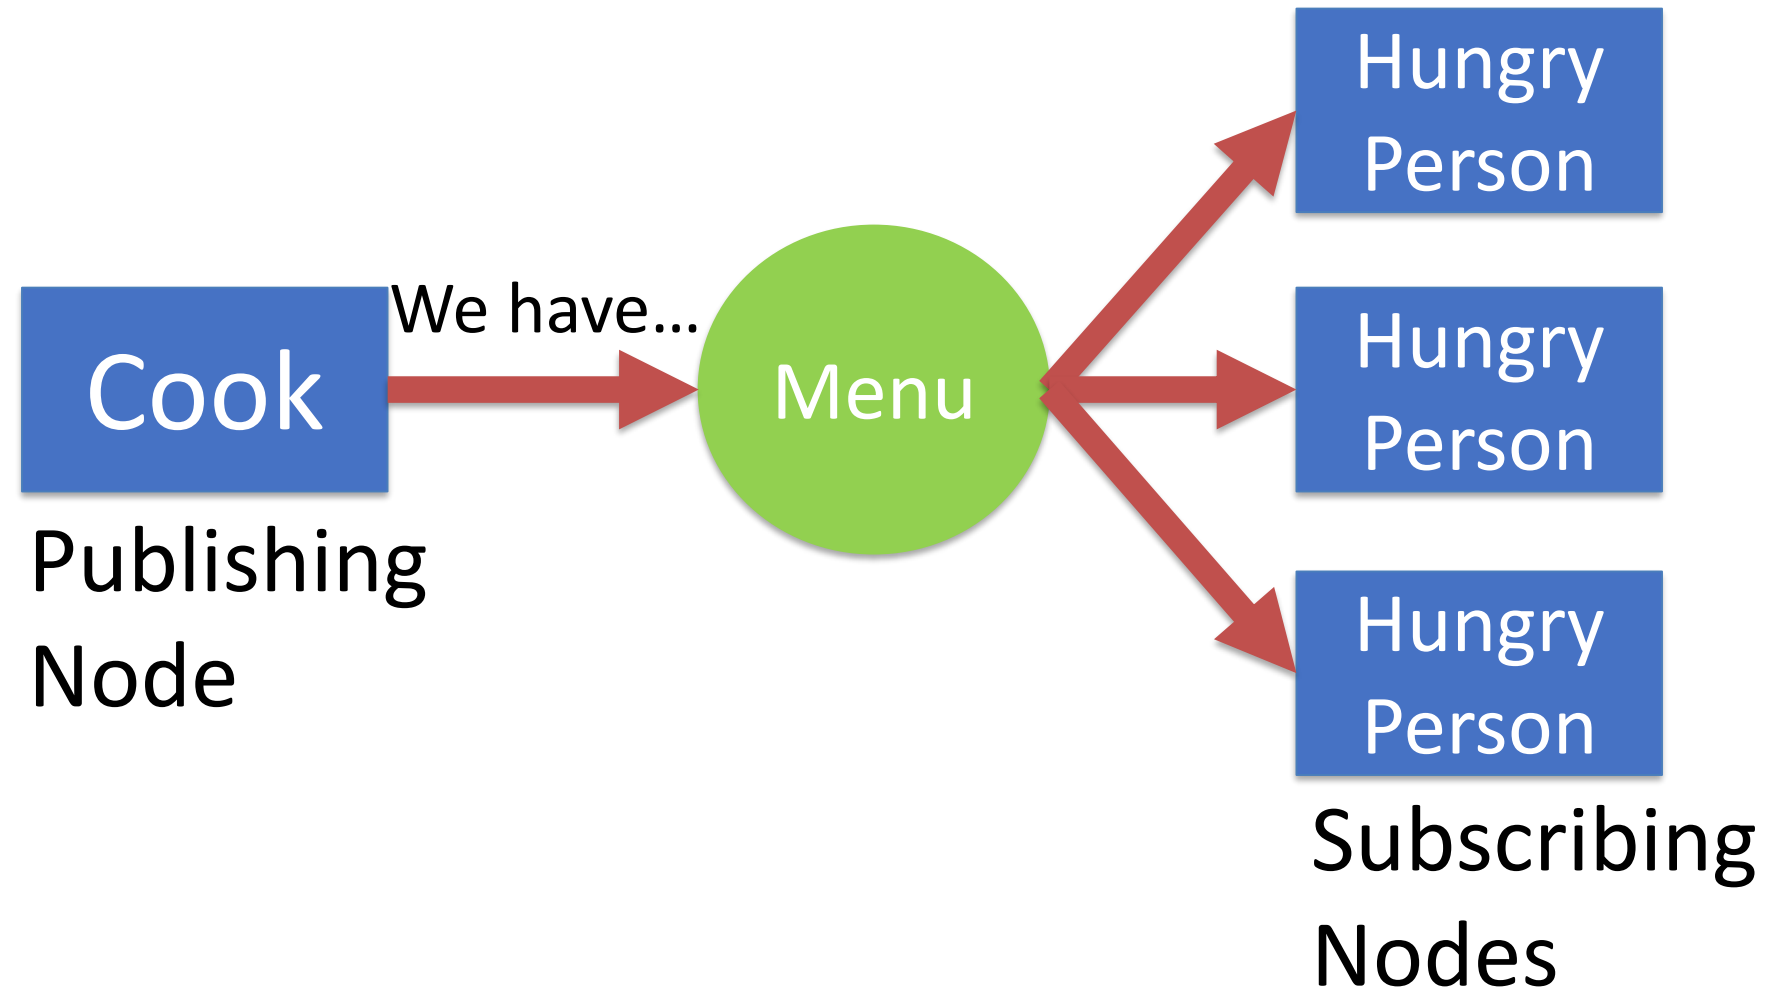 Cook
Publishing
Node
We have...
Menu
Hungry
Person
Hungry
Person
Hungry
Person
Subscribing
Nodes